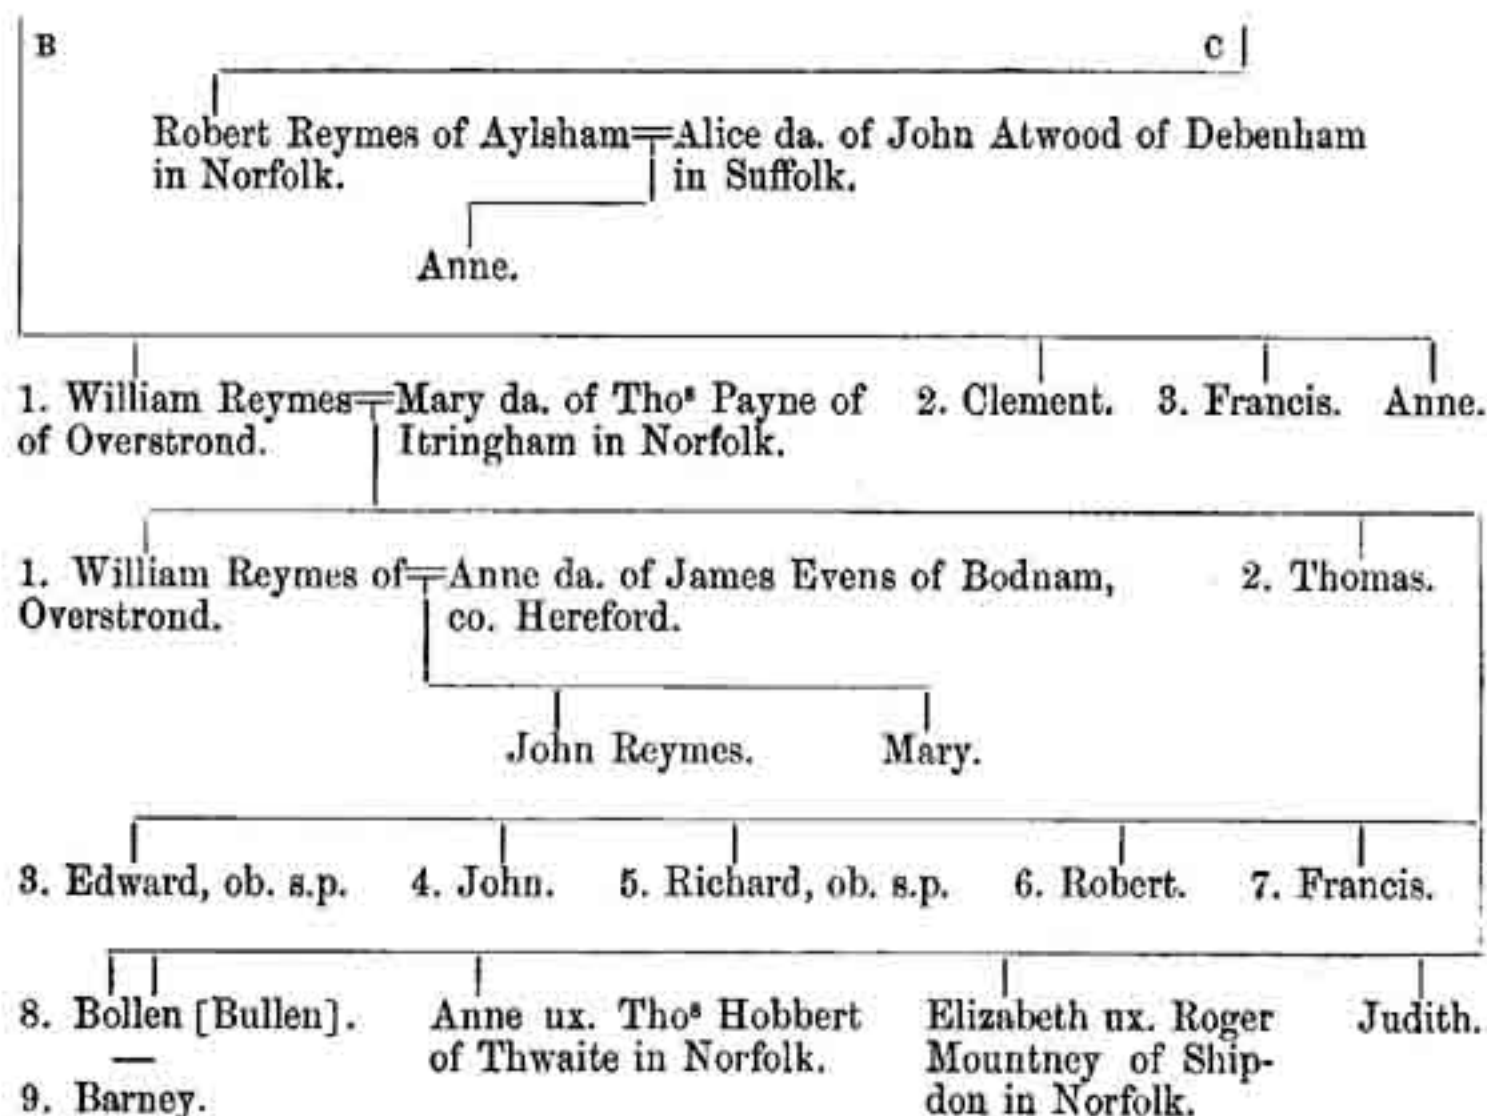 B C
Robert Reymes of Aylsham=Alice da. of John Atwood of Debenham
in Norfolk. in Suffolk.
Anne.
1. William Reymes=Mary da. of Thoˢ Payne of 2. Clement. 3. Francis. Anne.
of Overstrond. Itringham in Norfolk.
1. William Reymes of=Anne da. of James Evens of Bodnam, 2. Thomas.
Overstrond. co. Hereford.
John Reymes. Mary.
3. Edward, ob. s.p. 4. John. 5. Richard, ob. s.p. 6. Robert. 7. Francis.
8. Bollen [Bullen]. Anne ux. Thoˢ Hobbert Elizabeth ux. Roger Judith.
— of Thwaite in Norfolk. Mountney of Ship-
9. Barney. don in Norfolk.